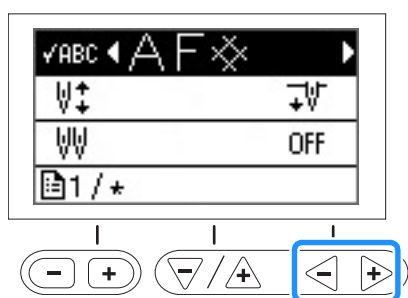 ✓ABC A F
OFF
1 / *
- + / + +